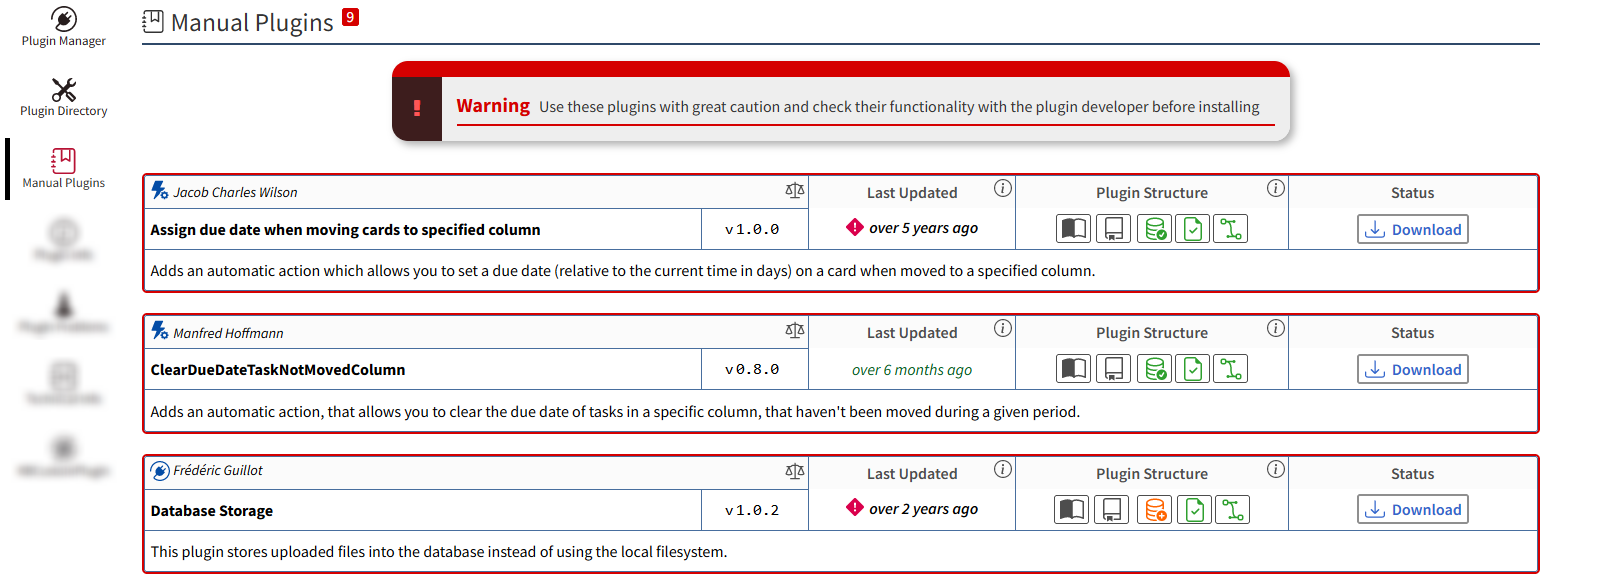 Plugin Manager
Plugin Directory
Manual Plugins
Manual Plugins 9
Warning Use these plugins with great caution and check their functionality with the plugin developer before installing
Jacob Charles Wilson
Last Updated
Plugin Structure
Status
Assign due date when moving cards to specified column
v1.0.0
over 5 years ago
Download
Adds an automatic action which allows you to set a due date (relative to the current time in days) on a card when moved to a specified column.
Manfred Hoffmann
Last Updated
Plugin Structure
Status
ClearDueDateTaskNotMovedColumn
v0.8.0
over 6 months ago
Download
Adds an automatic action, that allows you to clear the due date of tasks in a specific column, that haven't been moved during a given period.
Frédéric Guillot
Last Updated
Plugin Structure
Status
Database Storage
v1.0.2
over 2 years ago
Download
This plugin stores uploaded files into the database instead of using the local filesystem.